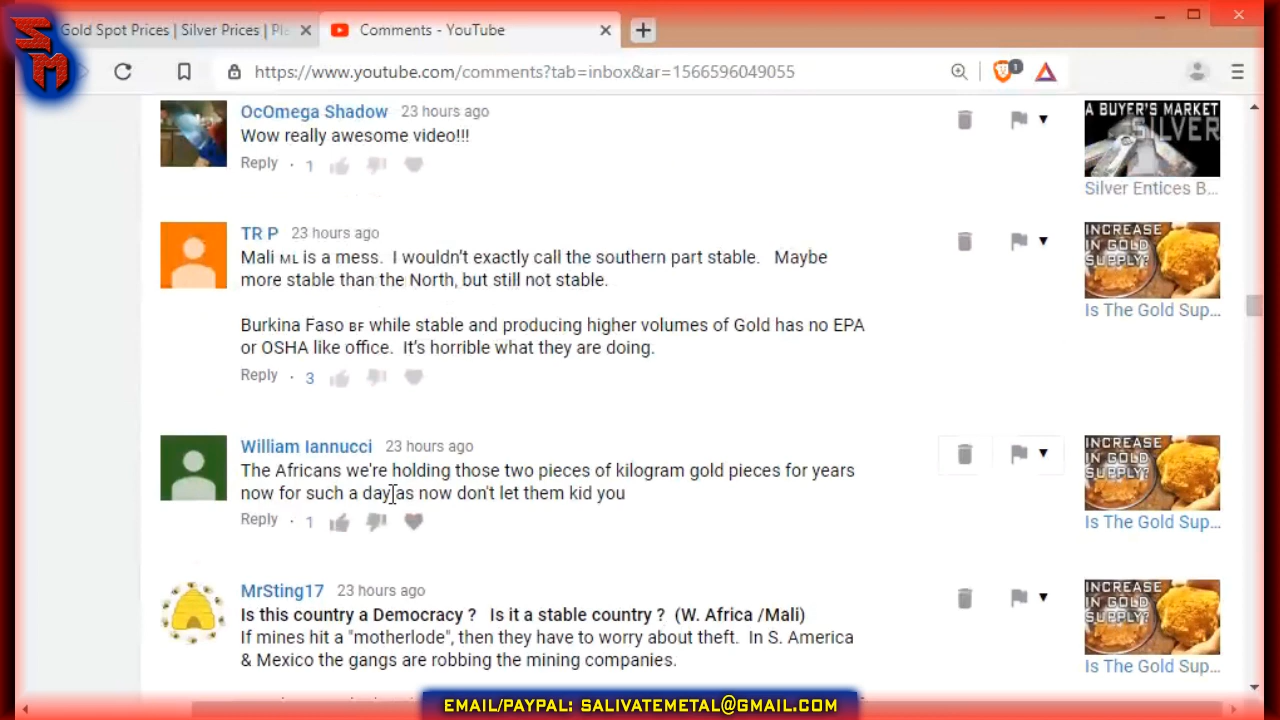 SM
Gold Spot Prices | Silver Prices | Pl
Comments - YouTube
https://www.youtube.com/comments?tab=inbox&ar=1566596049055
1
OcOmega Shadow 23 hours ago
Wow really awesome video!!!
Reply · 1
A BUYER'S MARKET
SILVER
Silver Entices B...
TR P 23 hours ago
Mali ML is a mess. I wouldn't exactly call the southern part stable. Maybe
more stable than the North, but still not stable.
Burkina Faso BF while stable and producing higher volumes of Gold has no EPA
or OSHA like office. It's horrible what they are doing.
Reply · 3
INCREASE
IN GOLD
SUPPLY?
Is The Gold Sup...
William Iannucci 23 hours ago
The Africans we're holding those two pieces of kilogram gold pieces for years
now for such a day as now don't let them kid you
Reply · 1
INCREASE
IN GOLD
SUPPLY?
Is The Gold Sup...
MrSting17 23 hours ago
Is this country a Democracy ? Is it a stable country ? (W. Africa /Mali)
If mines hit a "motherlode", then they have to worry about theft. In S. America
& Mexico the gangs are robbing the mining companies.
INCREASE
IN GOLD
SUPPLY?
Is The Gold Sup...
EMAIL/PAYPAL: SALIVATEMETAL@GMAIL.COM